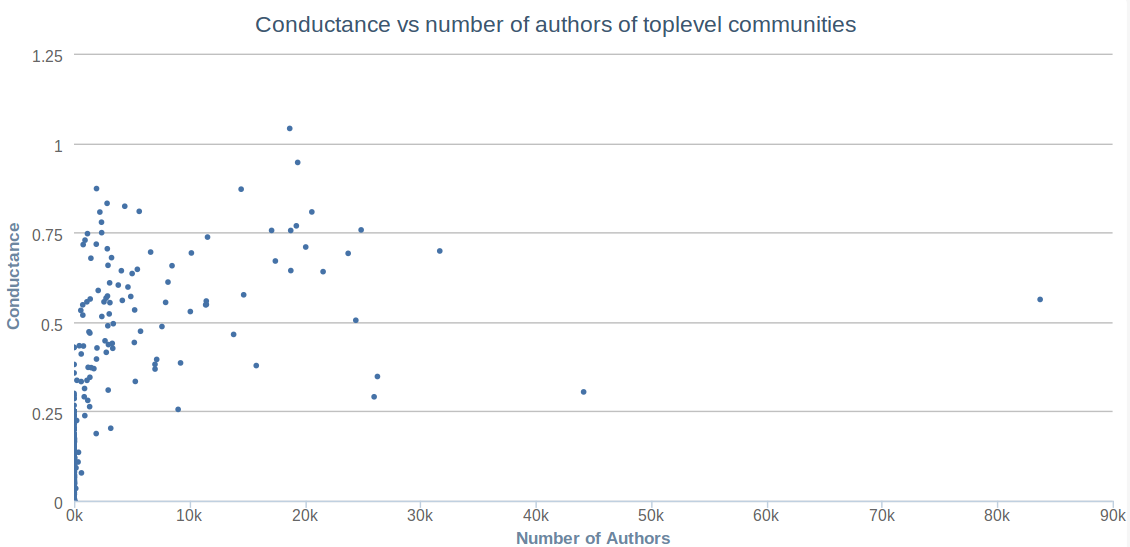 Conductance vs number of authors of toplevel communities
1.25
1
0.75
0.5
0.25
0
Conductance
0k 10k 20k 30k 40k 50k 60k 70k 80k 90k
Number of Authors